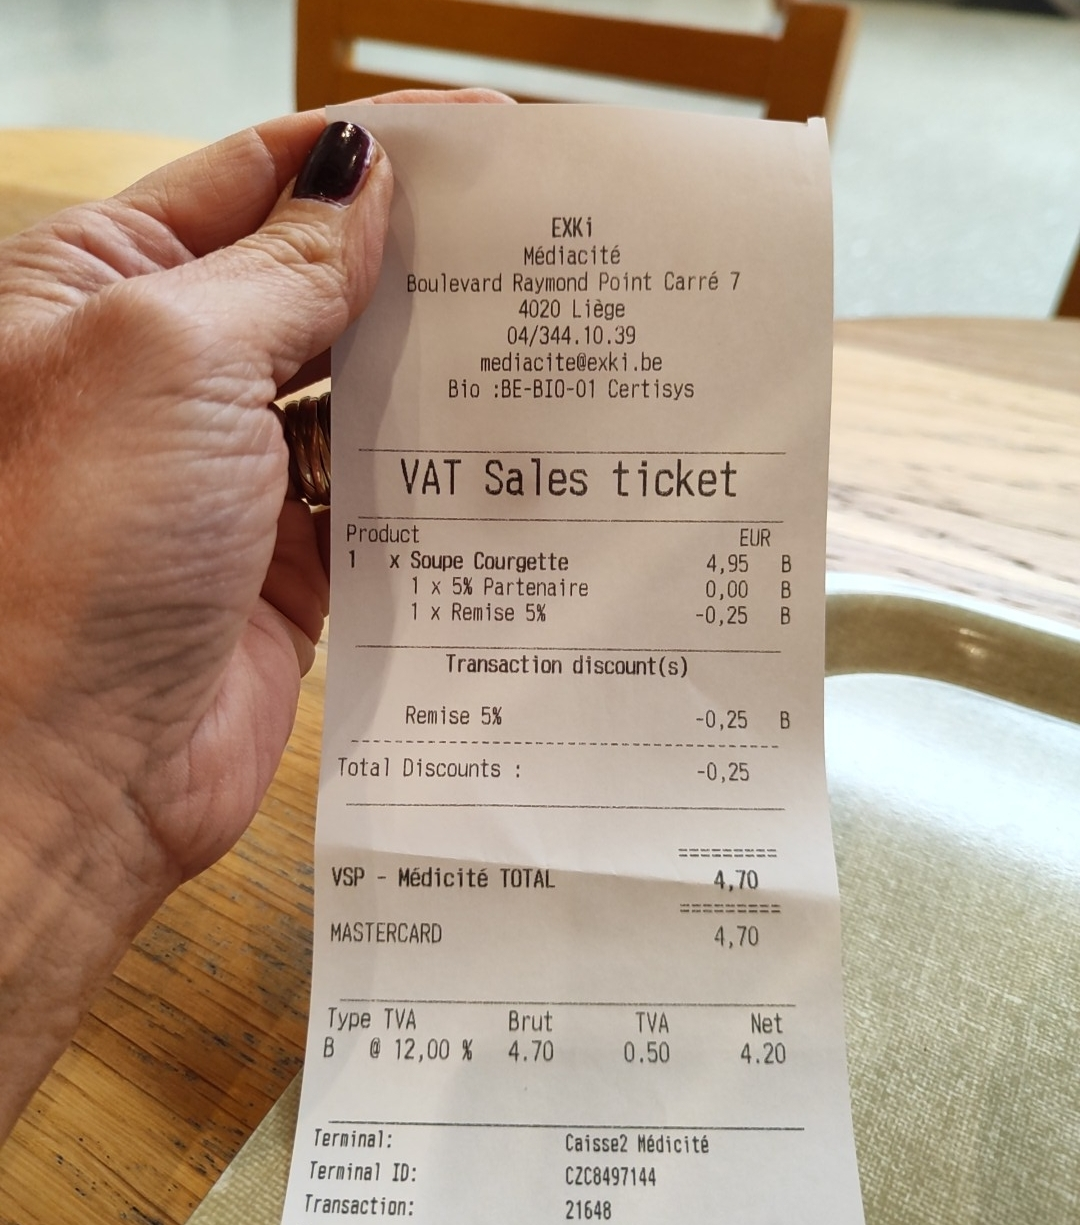 EXKi
Médiacité
Boulevard Raymond Point Carré 7
4020 Liège
04/344.10.39
mediacite@exki.be
Bio :BE-BIO-01 Certisys
VAT Sales ticket
Product EUR
1 x Soupe Courgette 4,95 B
1 x 5% Partenaire 0,00 B
1 x Remise 5% -0,25 B
Transaction discount(s)
Remise 5% -0,25 B
Total Discounts : -0,25
=========
VSP - Médicité TOTAL 4,70
=========
MASTERCARD 4,70
Type TVA Brut TVA Net
B @ 12,00 % 4.70 0.50 4.20
Terminal: Caisse2 Médicité
Terminal ID: CZC8497144
Transaction: 21648